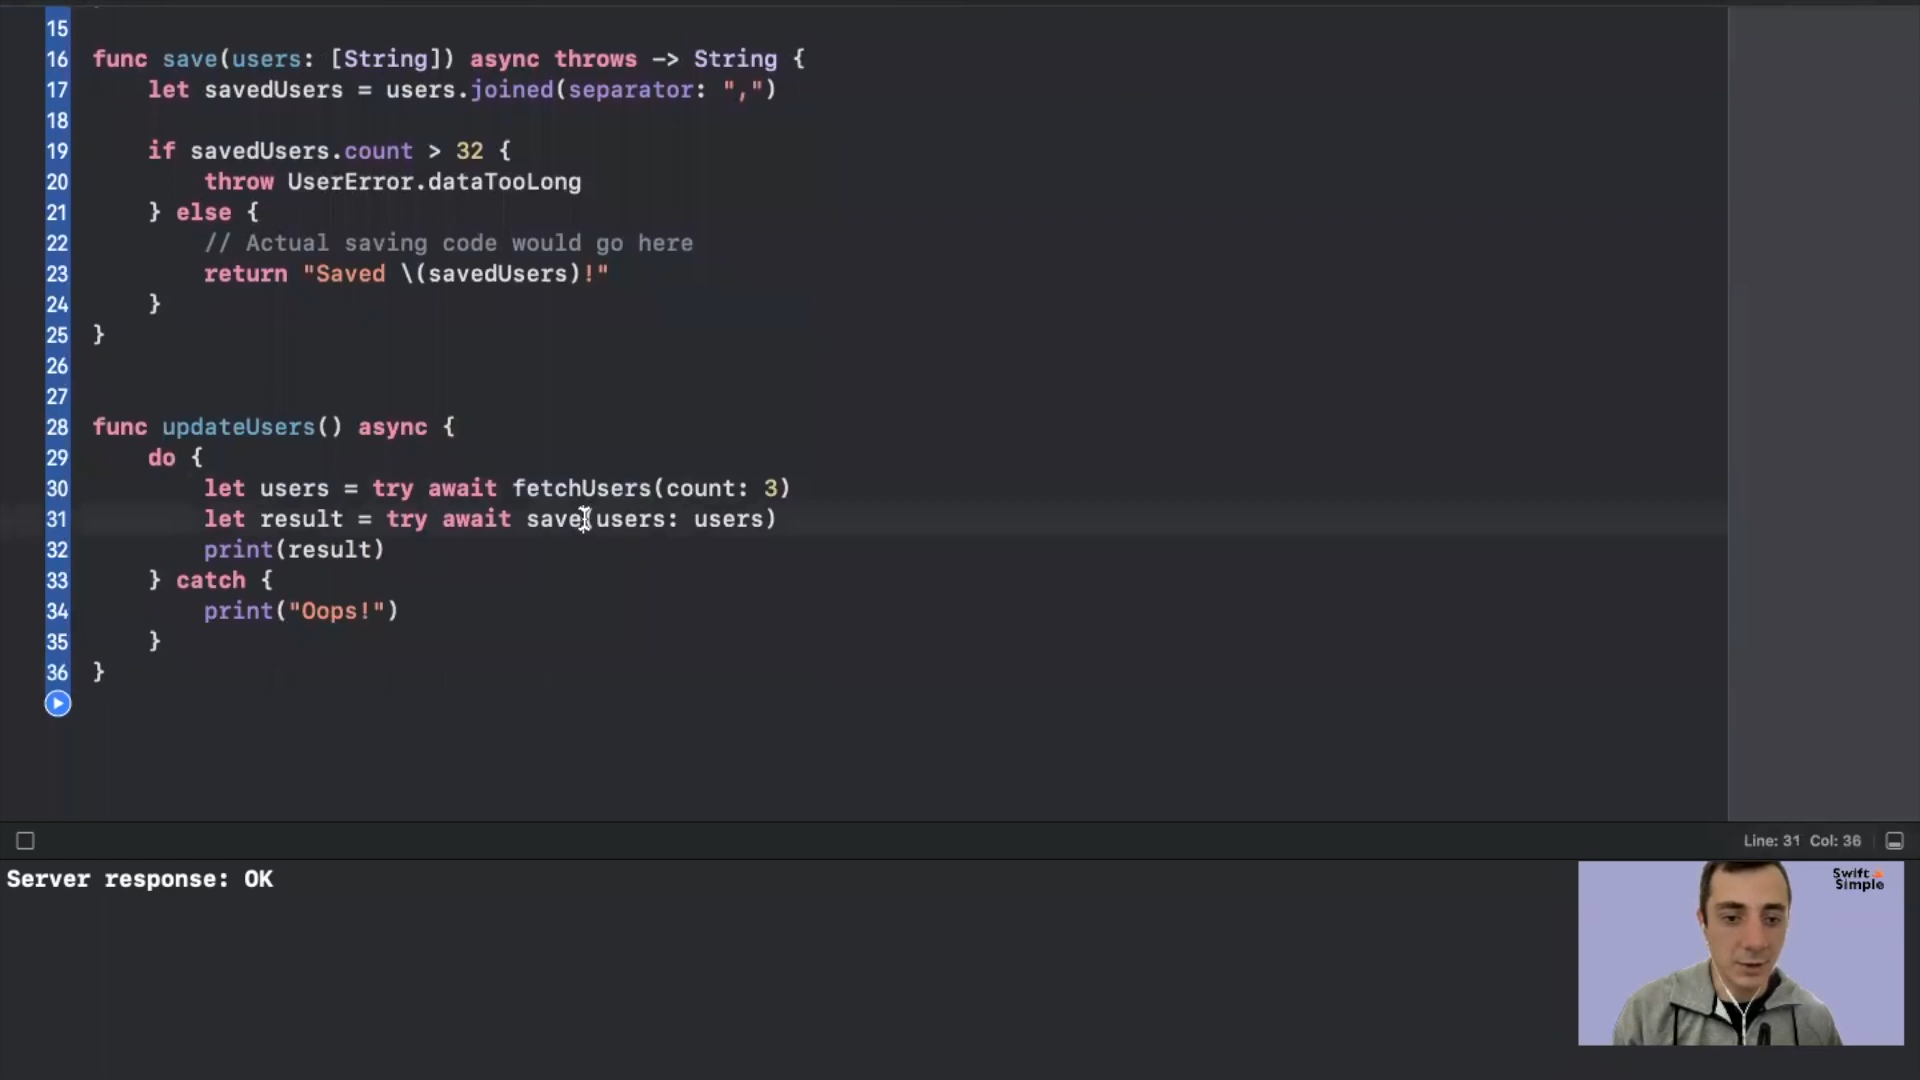 15
16 func save(users: [String]) async throws -> String {
17 let savedUsers = users.joined(separator: ",")
18
19 if savedUsers.count > 32 {
20 throw UserError.dataTooLong
21 } else {
22 // Actual saving code would go here
23 return "Saved \(savedUsers)!"
24 }
25 }
26
27
28 func updateUsers() async {
29 do {
30 let users = try await fetchUsers(count: 3)
31 let result = try await save(users: users)
32 print(result)
33 } catch {
34 print("Oops!")
35 }
36 }
Line: 31 Col: 36
Server response: OK
Swift
Simple